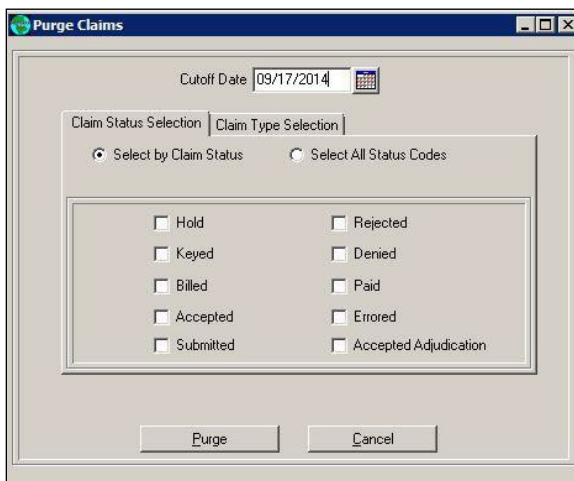 Purge Claims
Cutoff Date 09/17/2014
Claim Status Selection Claim Type Selection
Select by Claim Status Select All Status Codes
Hold Rejected
Keyed Denied
Billed Paid
Accepted Errored
Submitted Accepted Adjudication
Purge Cancel